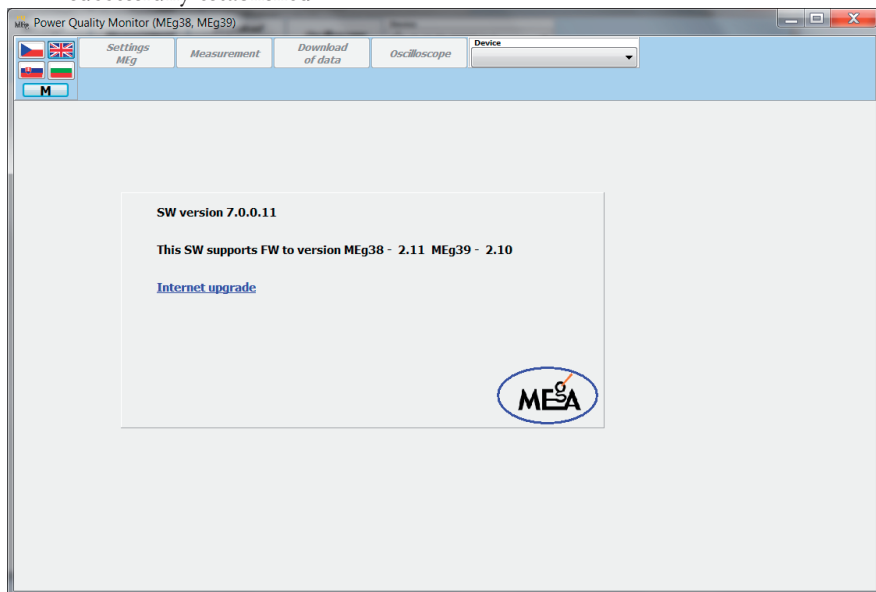 Power Quality Monitor (MEg38, MEg39)
Settings
MEg
Measurement
Download
of data
Oscilloscope
Device
M
SW version 7.0.0.11
This SW supports FW to version MEg38 - 2.11 MEg39 - 2.10
Internet upgrade
MEgA